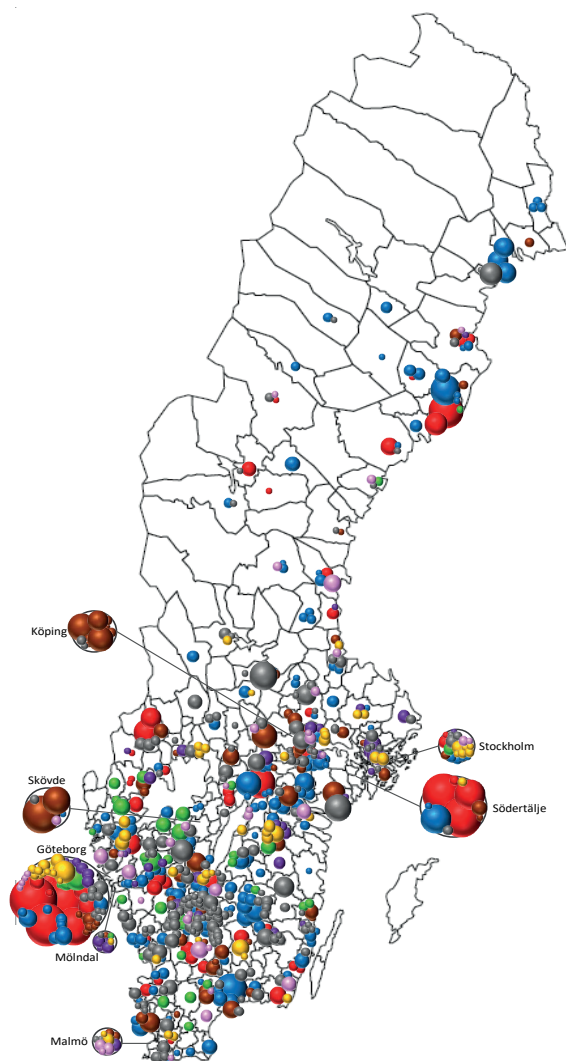 Köping
Stockholm
Skövde
Södertälje
Göteborg
Mölndal
Malmö